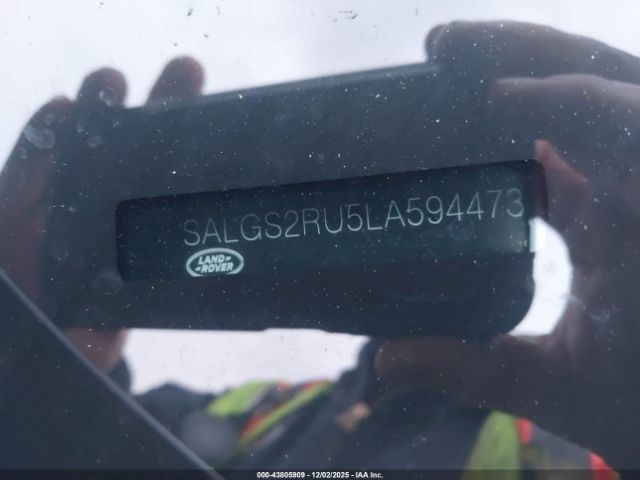 SALGS2RU5LA594473
LAND-
-ROVER
000-43805909 - 12/02/2025 - IAA Inc.